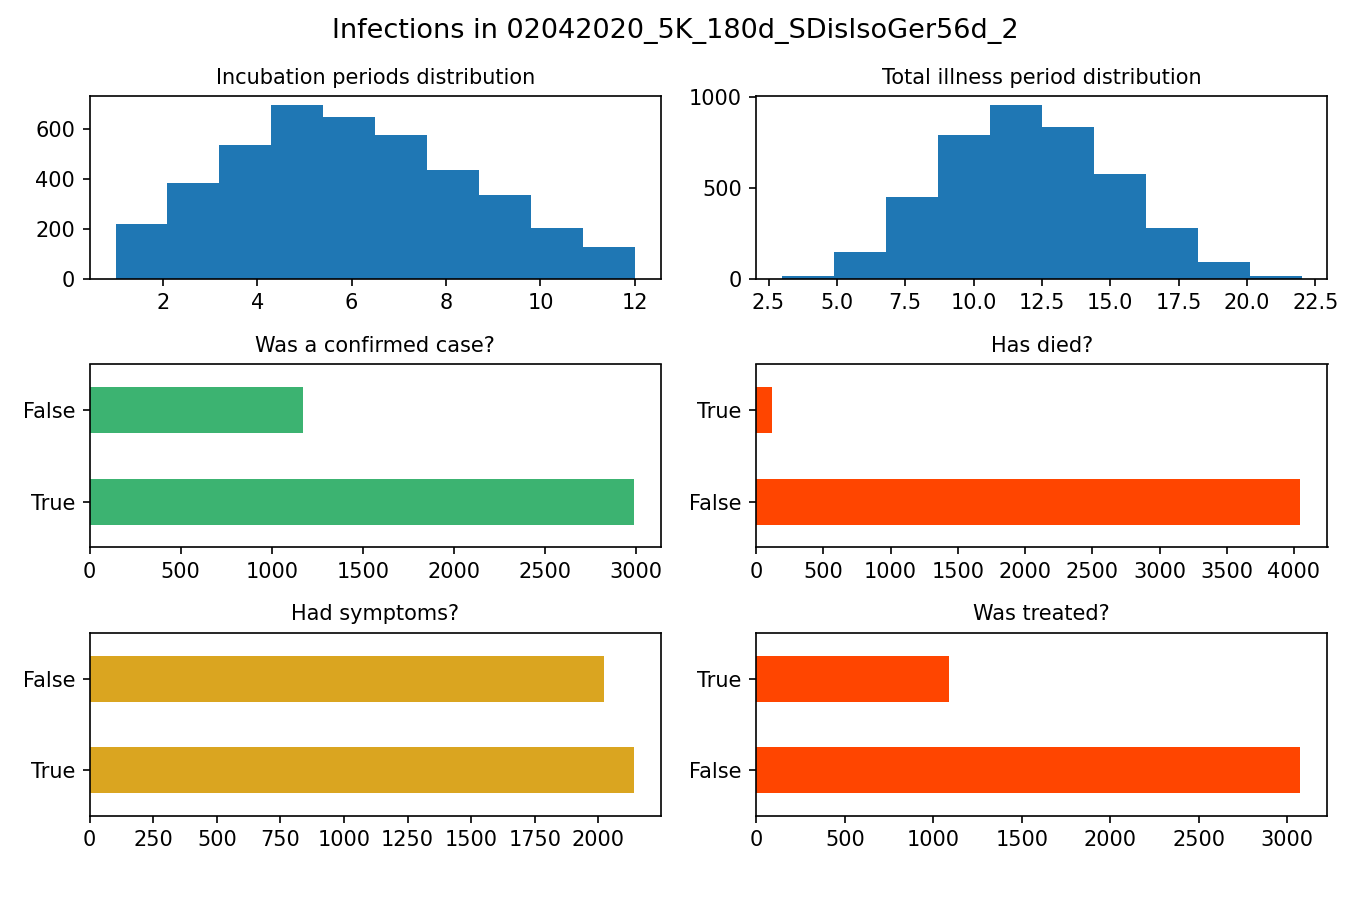 Infections in 02042020_5K_180d_SDisIsoGer56d_2
Incubation periods distribution
600
400
200
0
2 4 6 8 10 12
Total illness period distribution
1000
500
0
2.5 5.0 7.5 10.0 12.5 15.0 17.5 20.0 22.5
Was a confirmed case?
False
True
0 500 1000 1500 2000 2500 3000
Has died?
True
False
0 500 1000 1500 2000 2500 3000 3500 4000
Had symptoms?
False
True
0 250 500 750 1000 1250 1500 1750 2000
Was treated?
True
False
0 500 1000 1500 2000 2500 3000